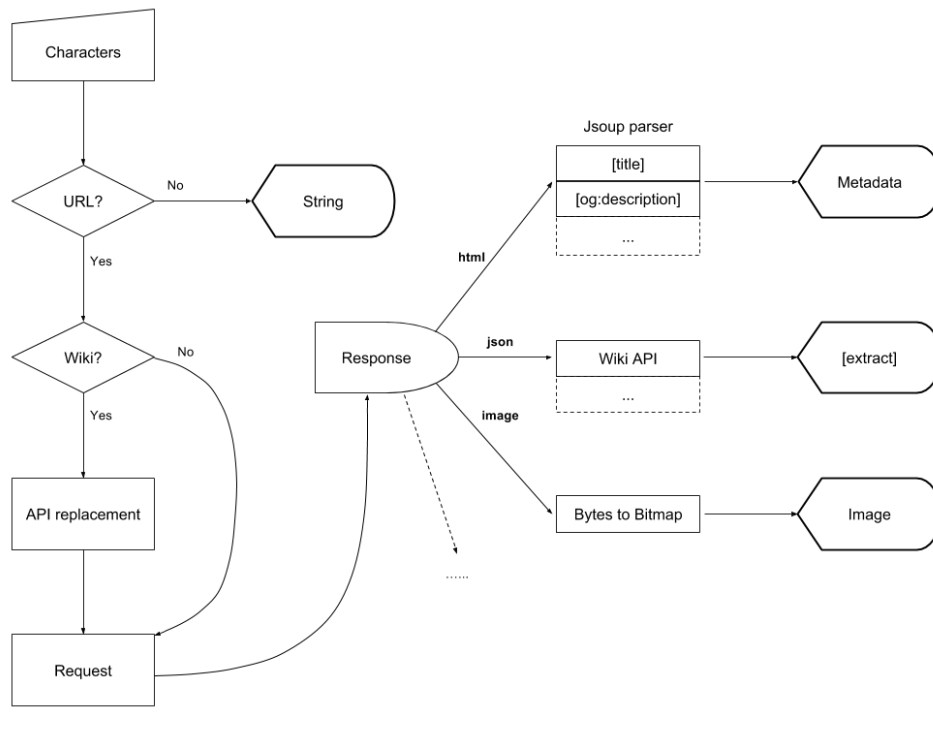 Characters
URL?
No
String
Yes
Wiki?
No
Yes
API replacement
Request
Response
html
json
image
......
Jsoup parser
[title]
[og:description]
...
Metadata
Wiki API
...
[extract]
Bytes to Bitmap
Image